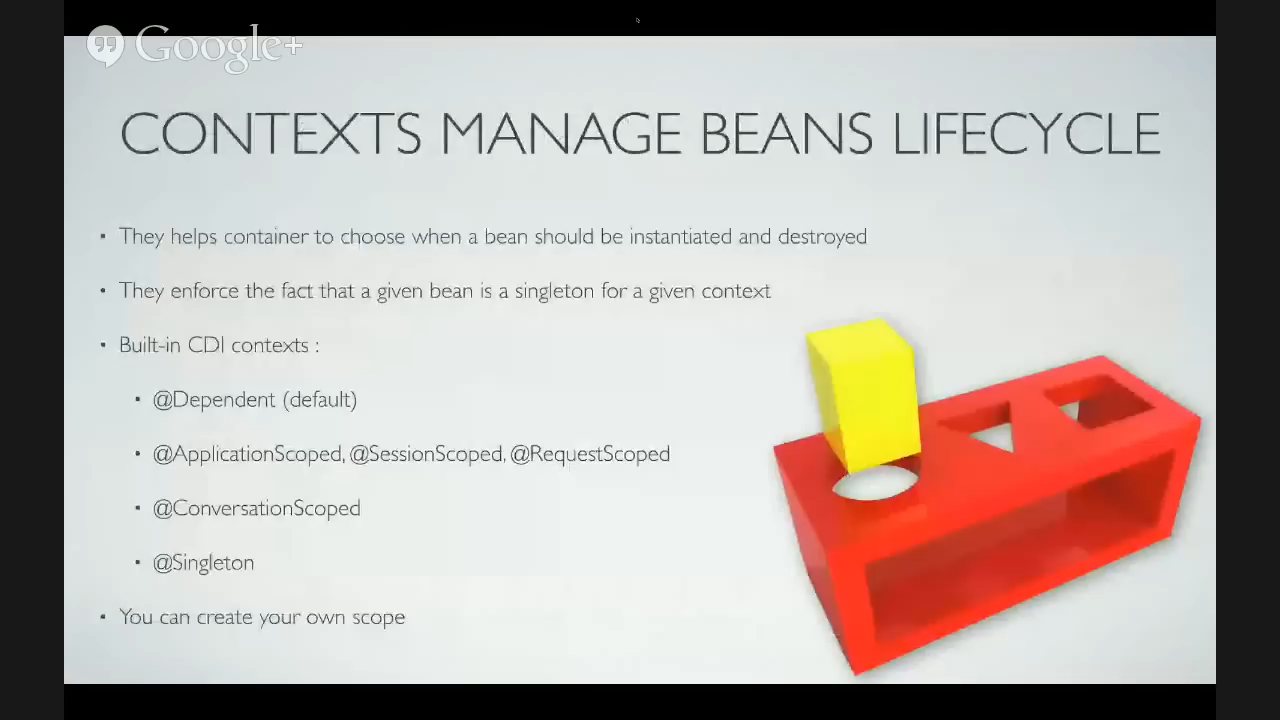 Google+
CONTEXTS MANAGE BEANS LIFECYCLE
They helps container to choose when a bean should be instantiated and destroyed
They enforce the fact that a given bean is a singleton for a given context
Built-in CDI contexts :
@Dependent (default)
@ApplicationScoped, @SessionScoped, @RequestScoped
@ConversationScoped
@Singleton
You can create your own scope